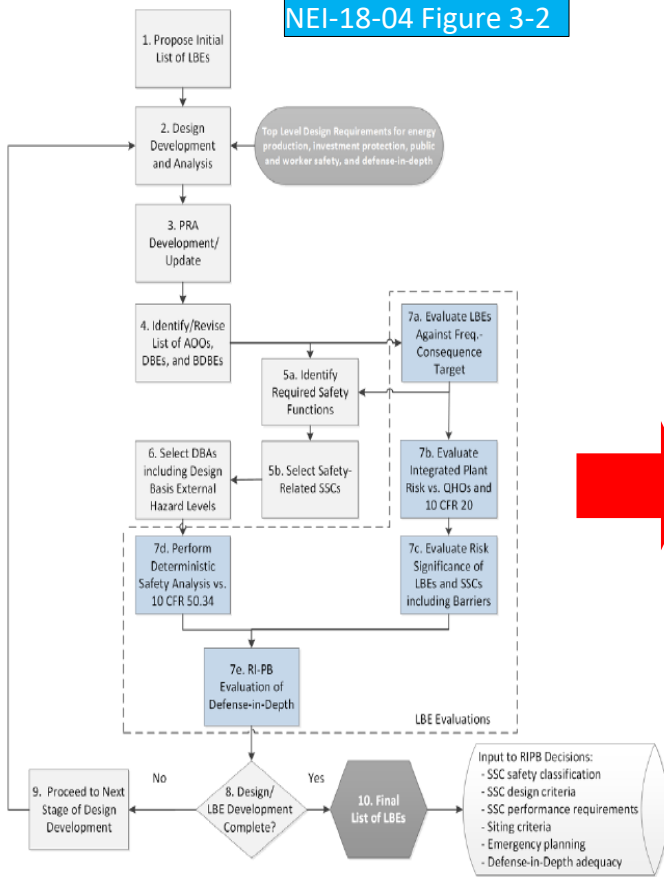 NEI-18-04 Figure 3-2
1. Propose Initial
List of LBEs
2. Design
Development
and Analysis
Top Level Design Requirements for energy
production, investment protection, public
and worker safety, and defense-in-depth
3. PRA
Development/
Update
4. Identify/Revise
List of AOOs,
DBEs, and BDBEs
7a. Evaluate LBEs
Against Freq.-
Consequence
Target
5a. Identify
Required Safety
Functions
6. Select DBAs
including Design
Basis External
Hazard Levels
5b. Select Safety-
Related SSCs
7b. Evaluate
Integrated Plant
Risk vs. QHOs and
10 CFR 20
7d. Perform
Deterministic
Safety Analysis vs.
10 CFR 50.34
7c. Evaluate Risk
Significance of
LBEs and SSCs
including Barriers
7e. RI-PB
Evaluation of
Defense-in-Depth
LBE Evaluations
9. Proceed to Next
Stage of Design
Development
No
8. Design/
LBE Development
Complete?
Yes
10. Final
List of LBEs
Input to RIPB Decisions:
- SSC safety classification
- SSC design criteria
- SSC performance requirements
- Siting criteria
- Emergency planning
- Defense-in-Depth adequacy